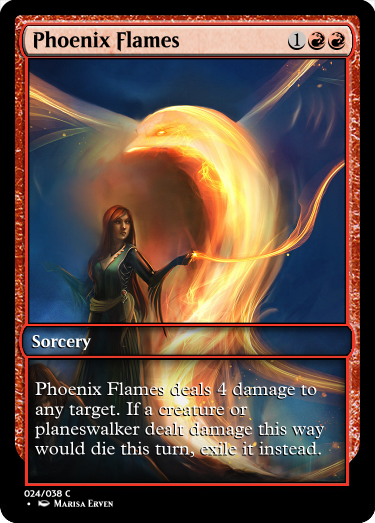 Phoenix Flames 1
Sorcery
Phoenix Flames deals 4 damage to
any target. If a creature or
planeswalker dealt damage this way
would die this turn, exile it instead.
024/038 C
• Marisa Erven